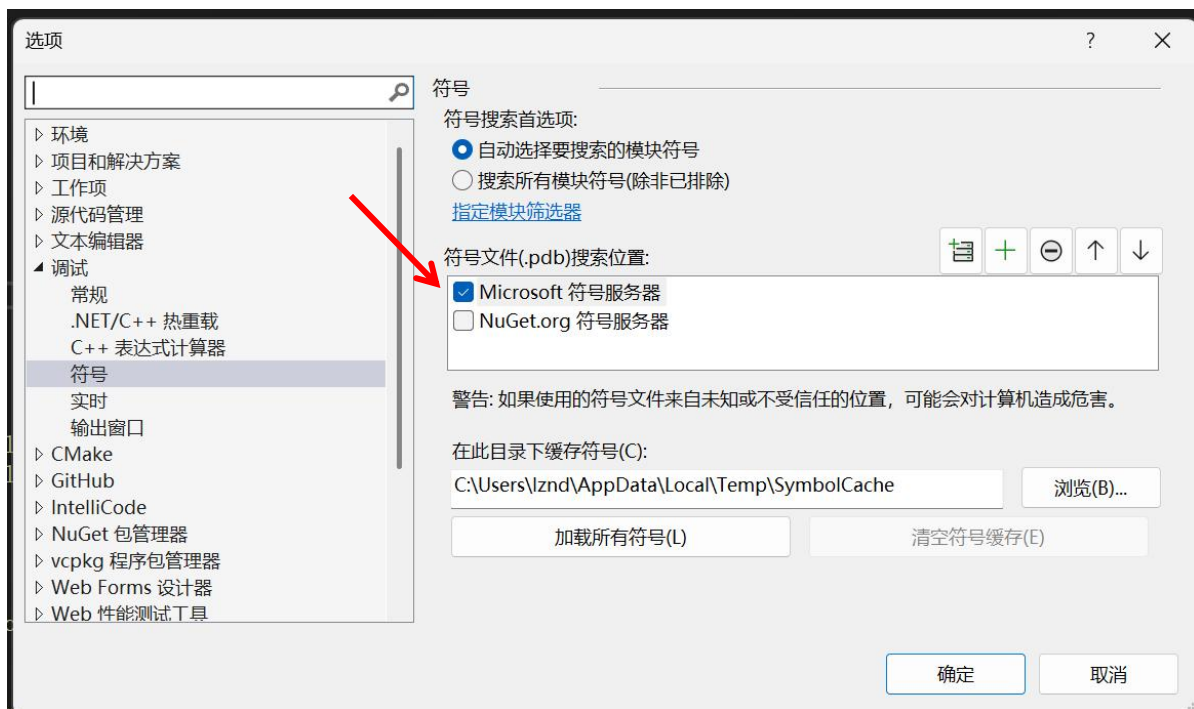 选项
?
符号
符号搜索首选项:
自动选择要搜索的模块符号
搜索所有模块符号(除非已排除)
指定模块筛选器
符号文件(.pdb)搜索位置:
Microsoft 符号服务器
NuGet.org 符号服务器
警告: 如果使用的符号文件来自未知或不受信任的位置，可能会对计算机造成危害。
在此目录下缓存符号(C):
C:\Users\lznd\AppData\Local\Temp\SymbolCache
浏览(B)...
加载所有符号(L)
清空符号缓存(E)
环境
项目和解决方案
工作项
源代码管理
文本编辑器
调试
常规
.NET/C++ 热重载
C++ 表达式计算器
符号
实时
输出窗口
CMake
GitHub
IntelliCode
NuGet 包管理器
vcpkg 程序包管理器
Web Forms 设计器
Web 性能测试工具
确定
取消